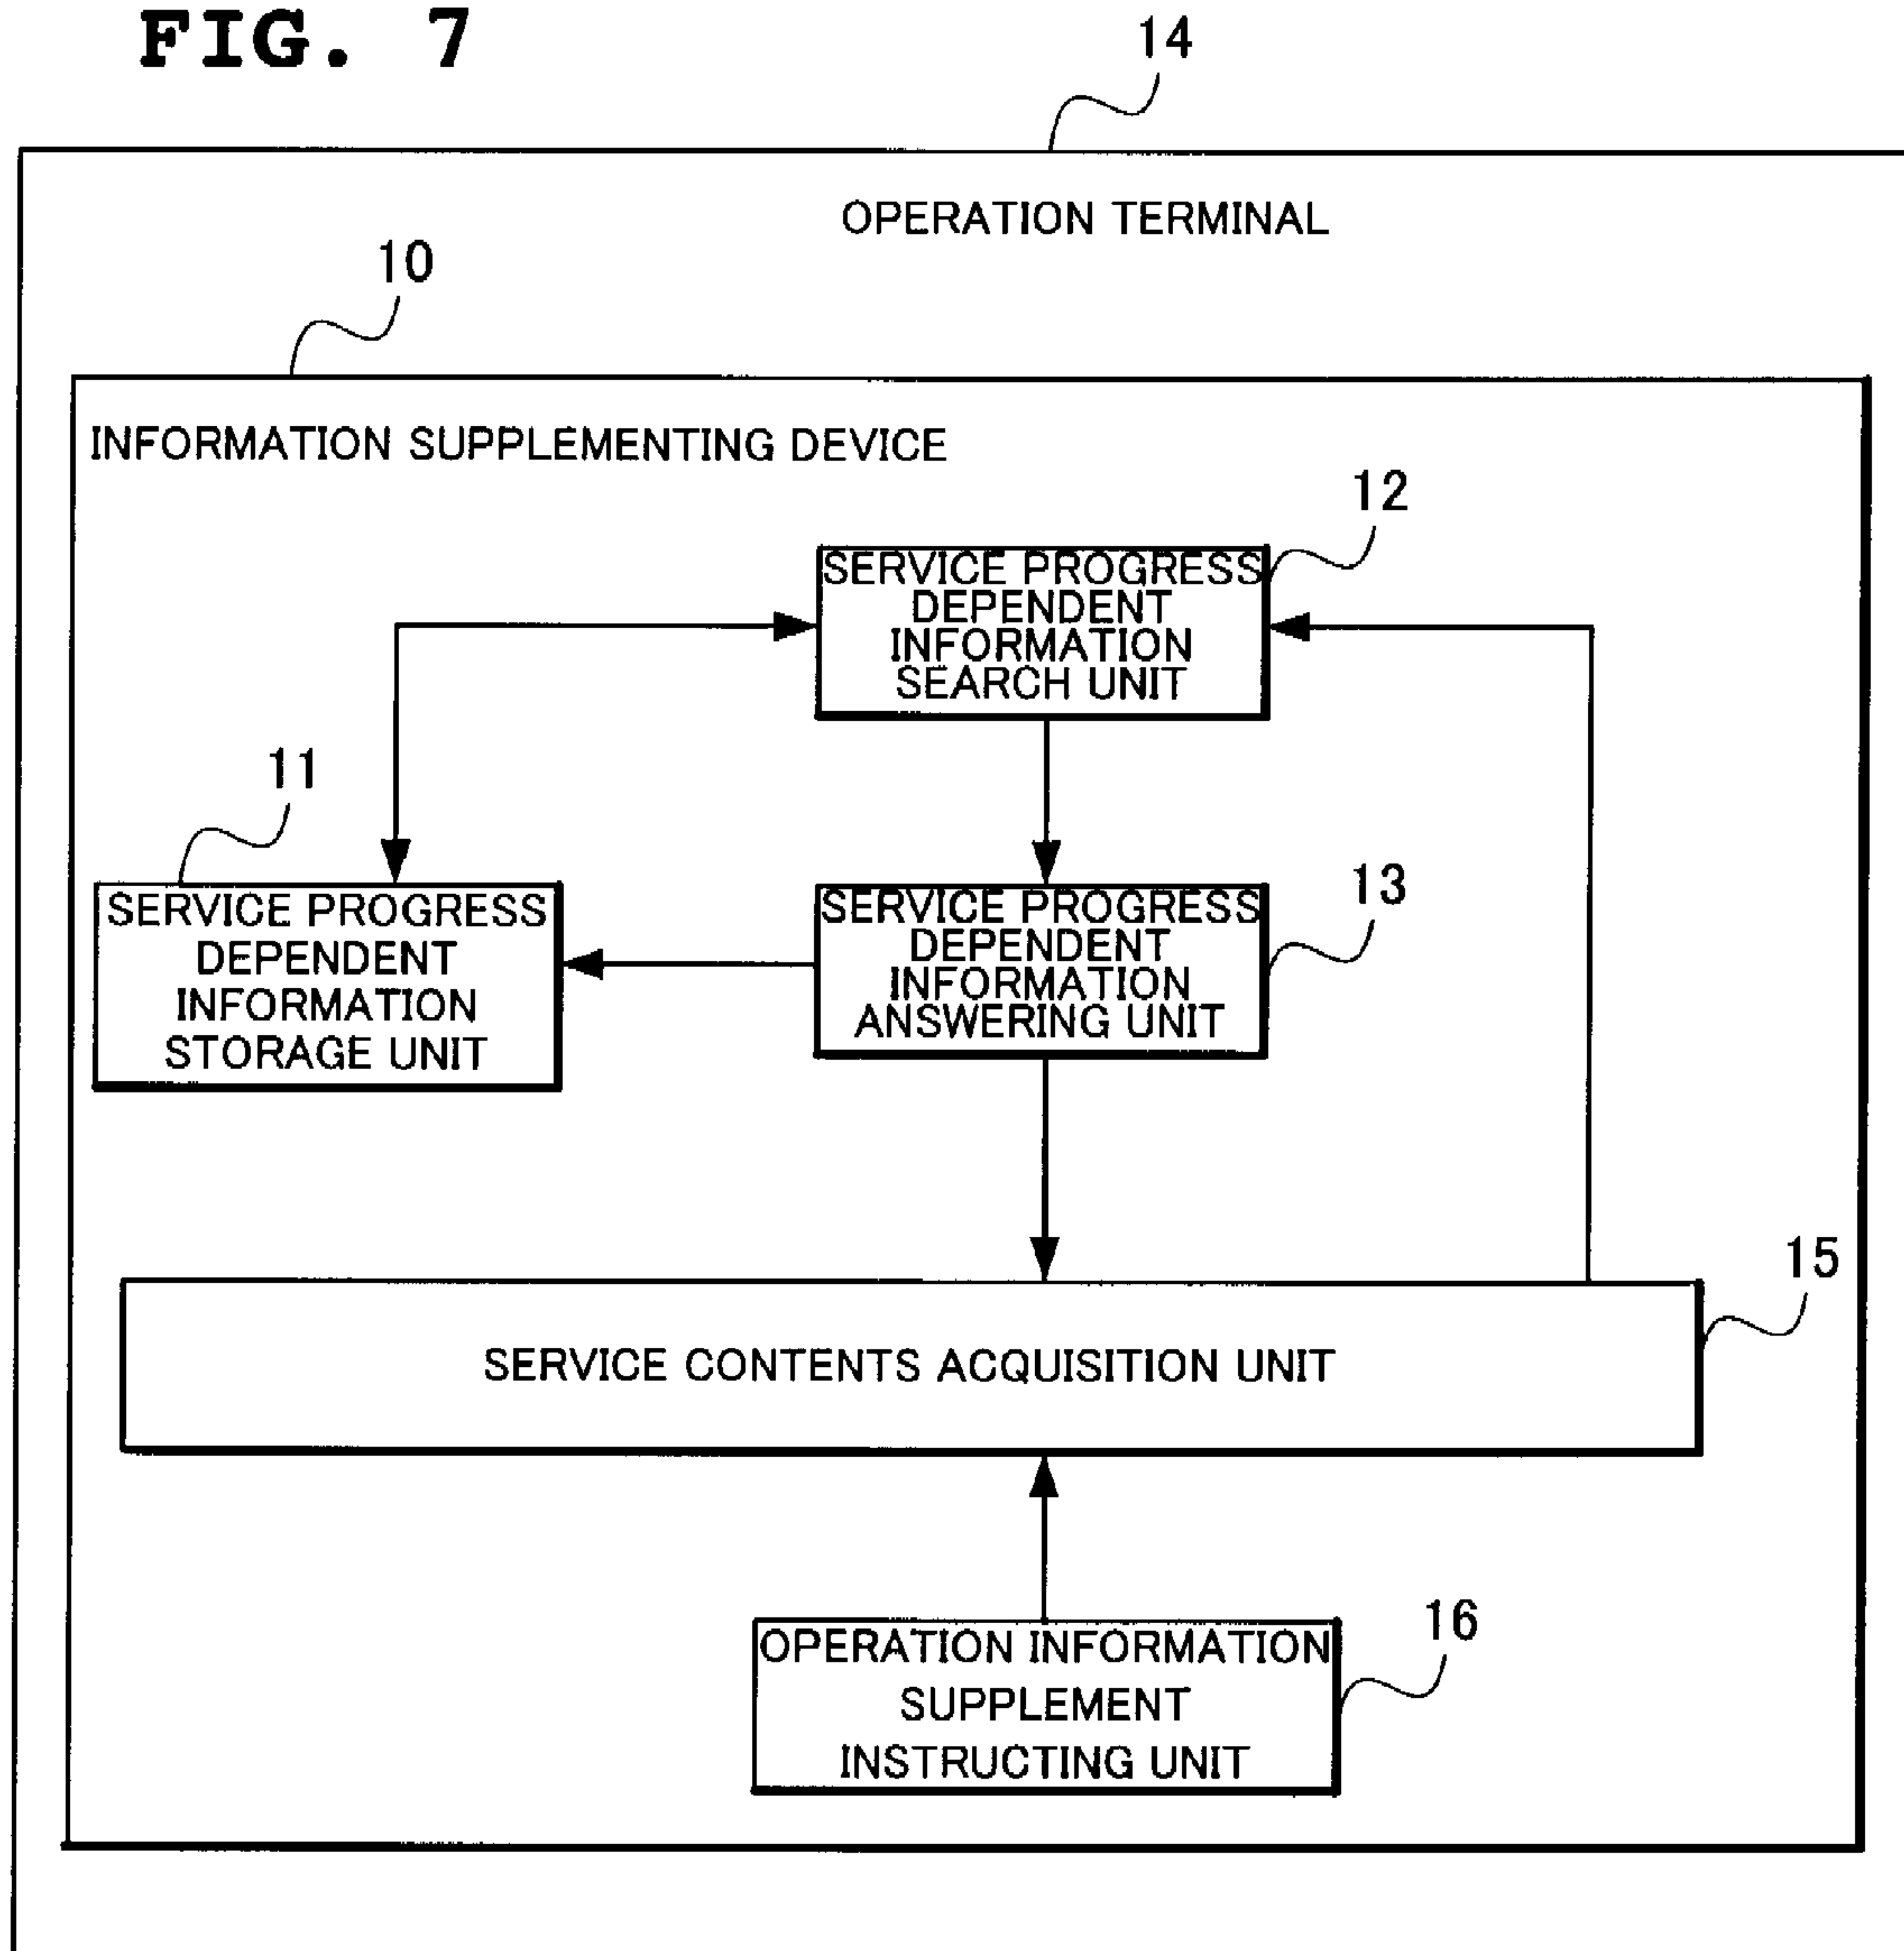 FIG. 7
14
OPERATION TERMINAL
10
INFORMATION SUPPLEMENTING DEVICE
12
SERVICE PROGRESS
DEPENDENT
INFORMATION
SEARCH UNIT
11
SERVICE PROGRESS
DEPENDENT
INFORMATION
STORAGE UNIT
13
SERVICE PROGRESS
DEPENDENT
INFORMATION
ANSWERING UNIT
15
SERVICE CONTENTS ACQUISITION UNIT
16
OPERATION INFORMATION
SUPPLEMENT
INSTRUCTING UNIT